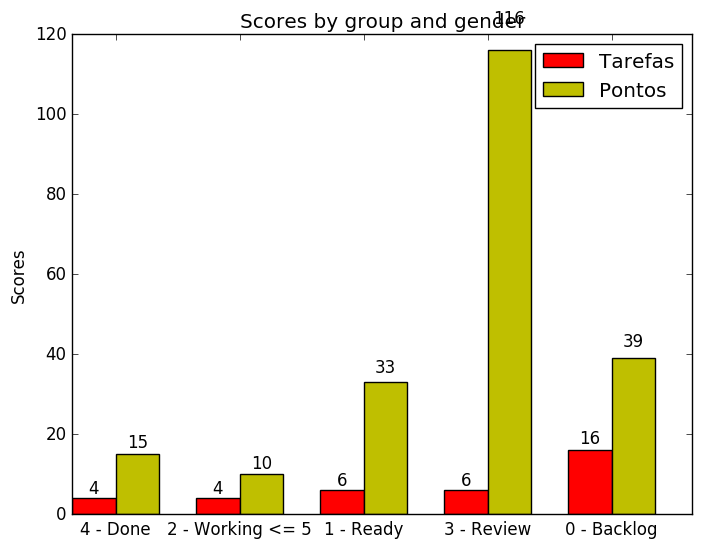 Scores by group and gender
116
120
100
80
60
40
20
0
Scores
Tarefas
Pontos
4
15
4
10
6
33
6
16
39
4 - Done
2 - Working <= 5
1 - Ready
3 - Review
0 - Backlog